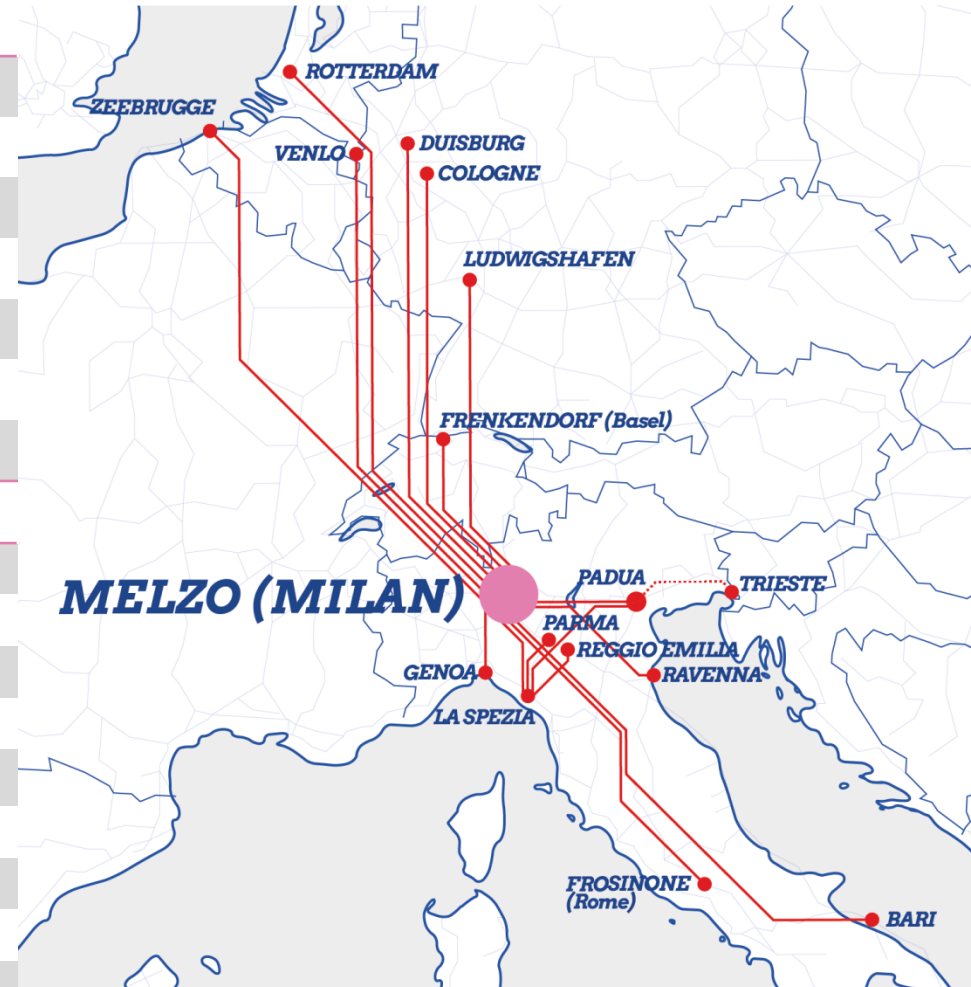 ROTTERDAM
ZEEBRUGGE
DUISBURG
VENLO
COLOGNE
LUDWIGSHAFEN
FRENKENDORF (Basel)
MELZO (MILAN)
PADUA
TRIESTE
PARMA
REGGIO EMILIA
GENOA
RAVENNA
LA SPEZIA
FROSINONE
(Rome)
BARI